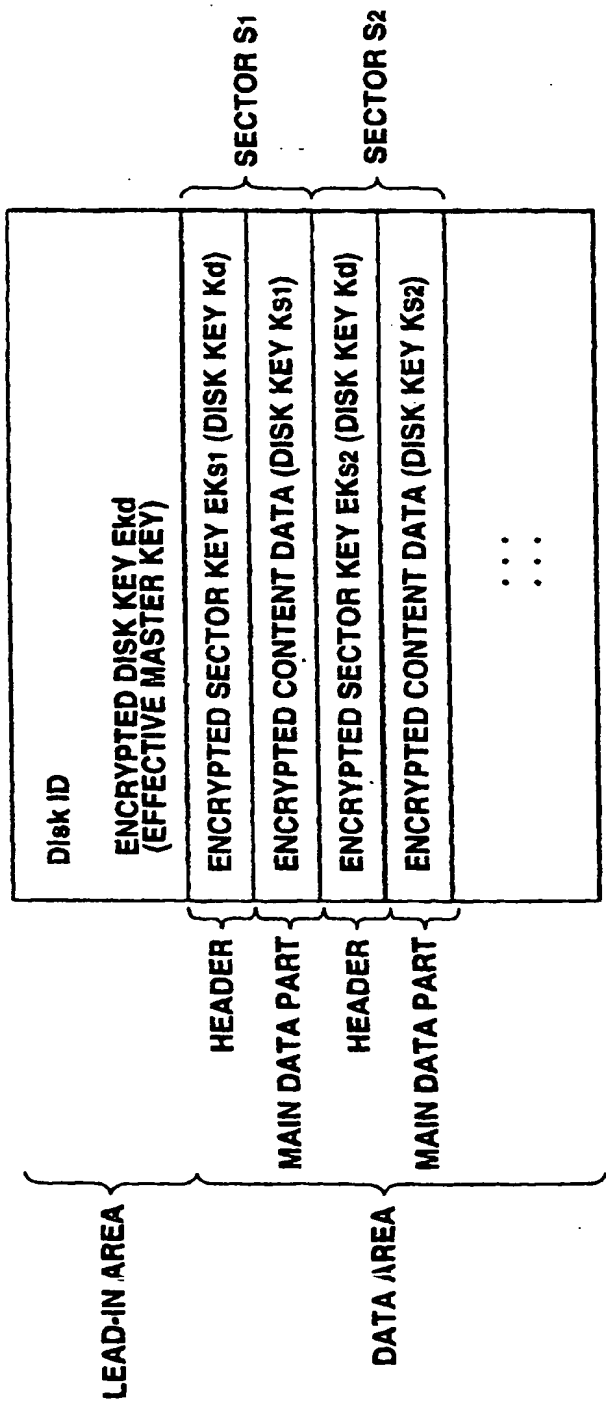 Disk ID
ENCRYPTED DISK KEY Ekd
(EFFECTIVE MASTER KEY)
ENCRYPTED SECTOR KEY EKs1 (DISK KEY Kd)
ENCRYPTED CONTENT DATA (DISK KEY Ks1)
ENCRYPTED SECTOR KEY EKs2 (DISK KEY Kd)
ENCRYPTED CONTENT DATA (DISK KEY Ks2)
LEAD-IN AREA
DATA AREA
HEADER
MAIN DATA PART
HEADER
MAIN DATA PART
SECTOR S1
SECTOR S2